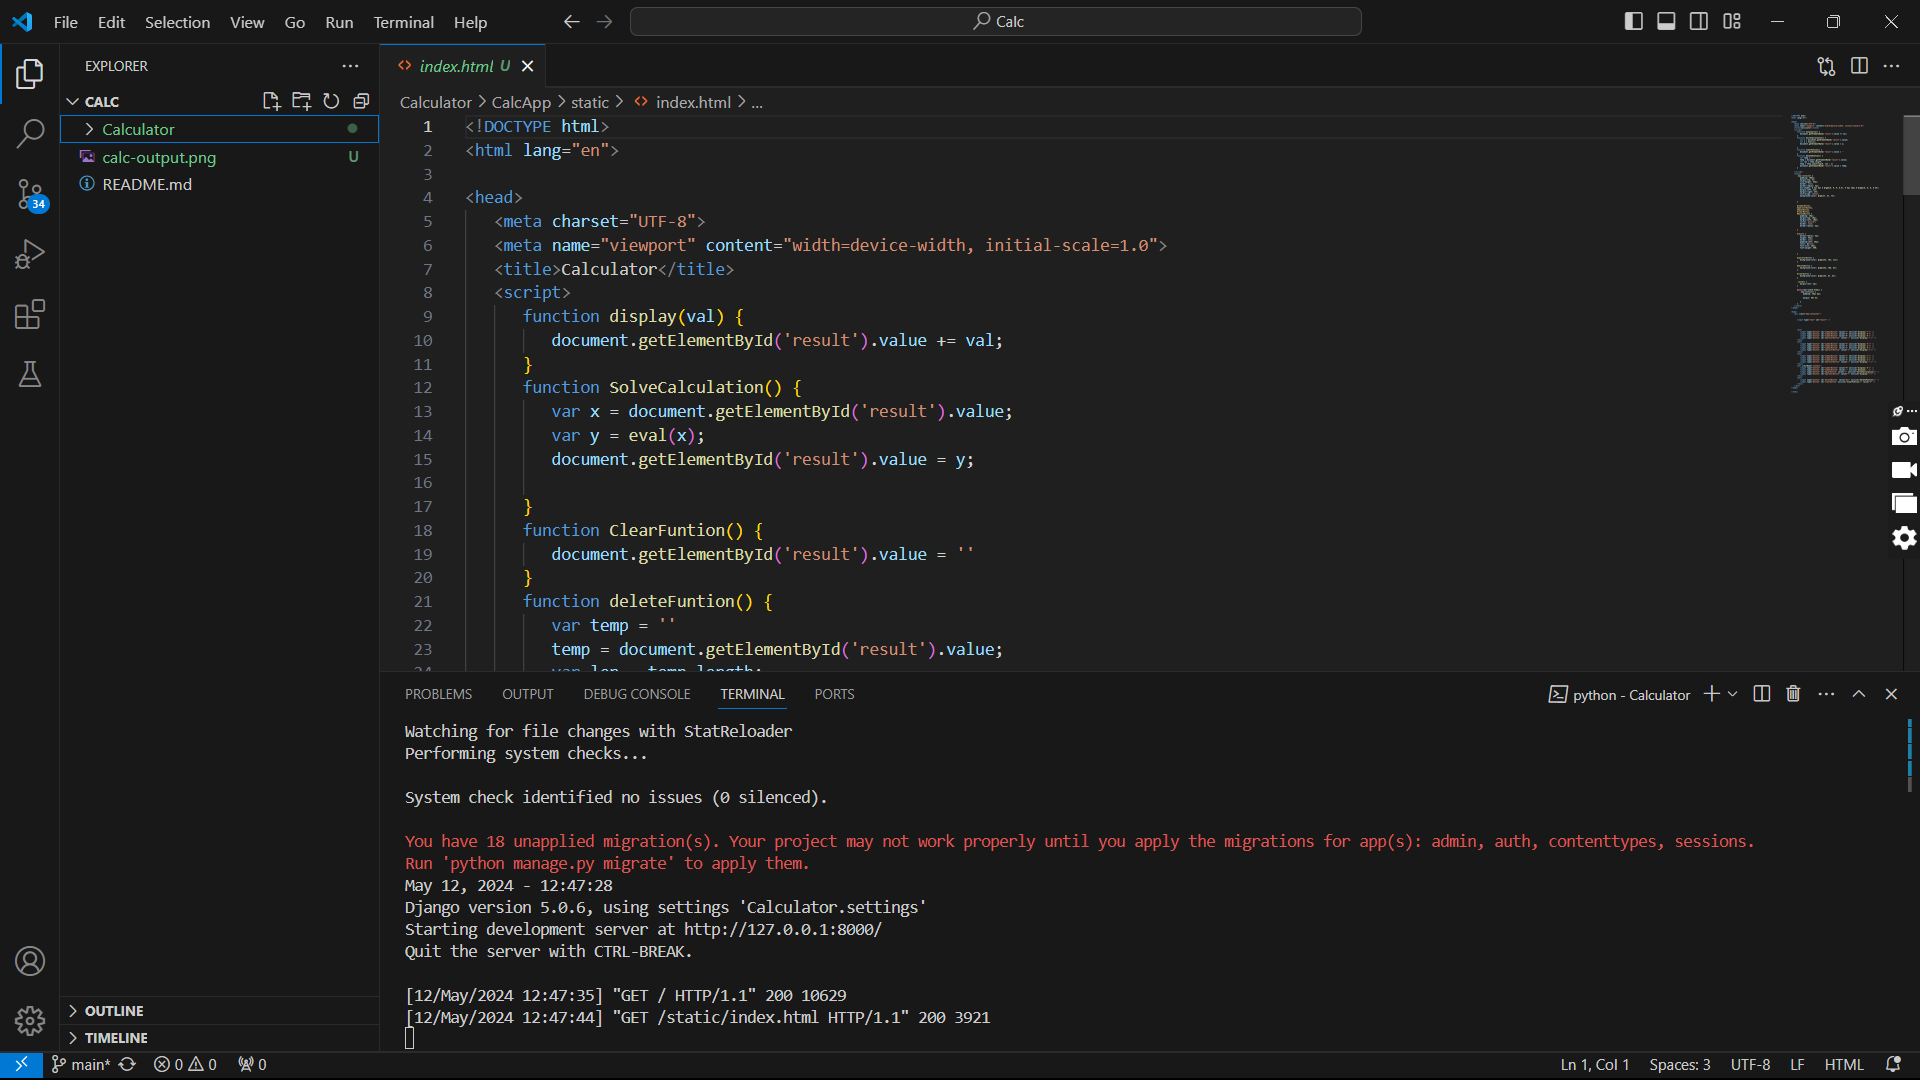 File Edit Selection View Go Run Terminal Help
Calc
EXPLORER
CALC
Calculator
calc-output.png U
README.md
34
OUTLINE
TIMELINE
index.html U
Calculator > CalcApp > static > <> index.html > ...
1 <!DOCTYPE html>
2 <html lang="en">
3
4 <head>
5 <meta charset="UTF-8">
6 <meta name="viewport" content="width=device-width, initial-scale=1.0">
7 <title>Calculator</title>
8 <script>
9 function display(val) {
10 document.getElementById('result').value += val;
11 }
12 function SolveCalculation() {
13 var x = document.getElementById('result').value;
14 var y = eval(x);
15 document.getElementById('result').value = y;
16
17 }
18 function ClearFuntion() {
19 document.getElementById('result').value = ''
20 }
21 function deleteFuntion() {
22 var temp = ''
23 temp = document.getElementById('result').value;
24 var len = temp.length;
PROBLEMS OUTPUT DEBUG CONSOLE TERMINAL PORTS
python - Calculator
Watching for file changes with StatReloader
Performing system checks...
System check identified no issues (0 silenced).
You have 18 unapplied migration(s). Your project may not work properly until you apply the migrations for app(s): admin, auth, contenttypes, sessions.
Run 'python manage.py migrate' to apply them.
May 12, 2024 - 12:47:28
Django version 5.0.6, using settings 'Calculator.settings'
Starting development server at http://127.0.0.1:8000/
Quit the server with CTRL-BREAK.
[12/May/2024 12:47:35] "GET / HTTP/1.1" 200 10629
[12/May/2024 12:47:44] "GET /static/index.html HTTP/1.1" 200 3921
main* 0 0 0
Ln 1, Col 1 Spaces: 3 UTF-8 LF HTML